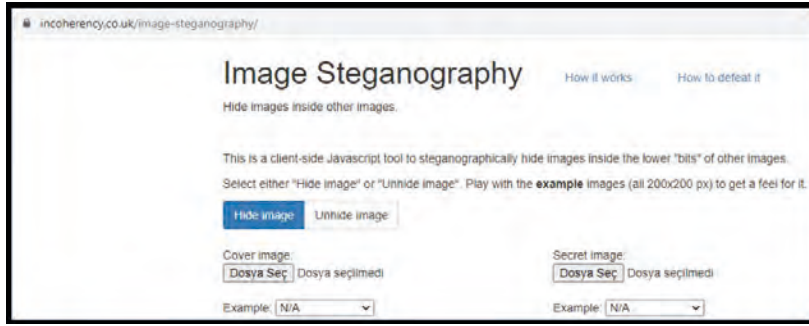 incoherency.co.uk/image-steganography/
Image Steganography How it works How to defeat it
Hide images inside other images.
This is a client-side Javascript tool to steganographically hide images inside the lower "bits" of other images.
Select either "Hide image" or "Unhide image". Play with the example images (all 200x200 px) to get a feel for it.
Hide image Unhide image
Cover image: Secret image:
Dosya Seç Dosya seçilmedi Dosya Seç Dosya seçilmedi
Example: N/A Example: N/A